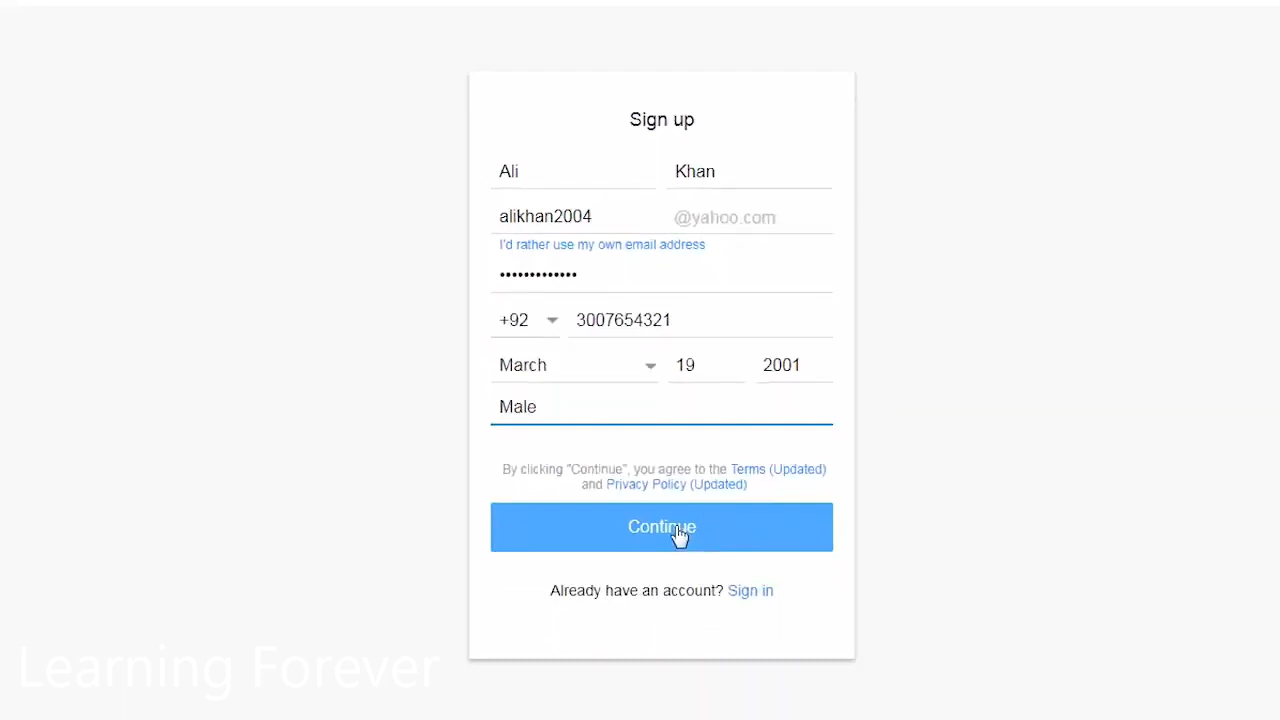 Sign up
Ali Khan
alikhan2004 @yahoo.com
I'd rather use my own email address
•••••••••••••
+92 3007654321
March 19 2001
Male
By clicking "Continue", you agree to the Terms (Updated)
and Privacy Policy (Updated)
Continue
Already have an account? Sign in
Learning Forever